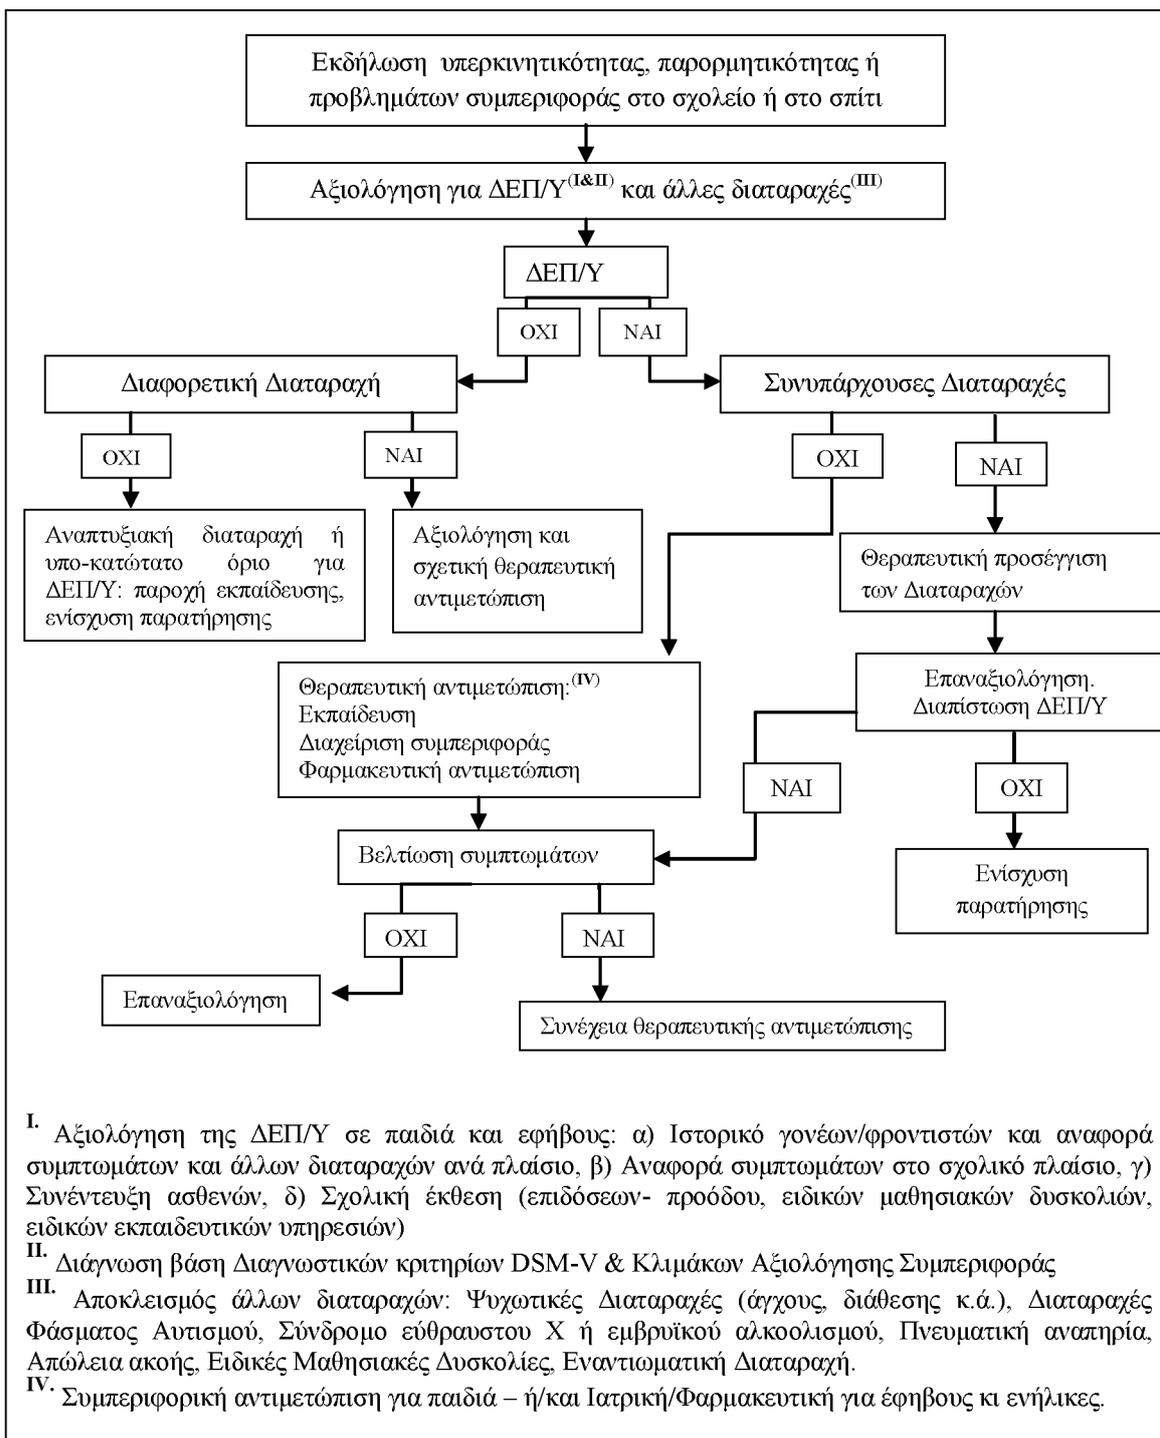 Εκδήλωση υπερκινητικότητας, παρορμητικότητας ή
προβλημάτων συμπεριφοράς στο σχολείο ή στο σπίτι
Αξιολόγηση για ΔΕΠ/Υ(I&II) και άλλες διαταραχές(III)
ΔΕΠ/Υ
ΟΧΙ
ΝΑΙ
Διαφορετική Διαταραχή
Συνυπάρχουσες Διαταραχές
ΟΧΙ
ΝΑΙ
ΟΧΙ
ΝΑΙ
Αναπτυξιακή διαταραχή ή
υπο-κατώτατο όριο για
ΔΕΠ/Υ: παροχή εκπαίδευσης,
ενίσχυση παρατήρησης
Αξιολόγηση και
σχετική θεραπευτική
αντιμετώπιση
Θεραπευτική προσέγγιση
των Διαταραχών
Θεραπευτική αντιμετώπιση:(IV)
Εκπαίδευση
Διαχείριση συμπεριφοράς
Φαρμακευτική αντιμετώπιση
Επαναξιολόγηση.
Διαπίστωση ΔΕΠ/Υ
ΝΑΙ
ΟΧΙ
Βελτίωση συμπτωμάτων
Ενίσχυση
παρατήρησης
ΟΧΙ
ΝΑΙ
Επαναξιολόγηση
Συνέχεια θεραπευτικής αντιμετώπισης
I. Αξιολόγηση της ΔΕΠ/Υ σε παιδιά και εφήβους: α) Ιστορικό γονέων/φροντιστών και αναφορά
συμπτωμάτων και άλλων διαταραχών ανά πλαίσιο, β) Αναφορά συμπτωμάτων στο σχολικό πλαίσιο, γ)
Συνέντευξη ασθενών, δ) Σχολική έκθεση (επιδόσεων- προόδου, ειδικών μαθησιακών δυσκολιών,
ειδικών εκπαιδευτικών υπηρεσιών)
II. Διάγνωση βάση Διαγνωστικών κριτηρίων DSM-V & Κλιμάκων Αξιολόγησης Συμπεριφοράς
III. Αποκλεισμός άλλων διαταραχών: Ψυχωτικές Διαταραχές (άγχους, διάθεσης κ.ά.), Διαταραχές
Φάσματος Αυτισμού, Σύνδρομο εύθραυστου Χ ή εμβρυϊκού αλκοολισμού, Πνευματική αναπηρία,
Απώλεια ακοής, Ειδικές Μαθησιακές Δυσκολίες, Εναντιωματική Διαταραχή.
IV. Συμπεριφορική αντιμετώπιση για παιδιά – ή/και Ιατρική/Φαρμακευτική για έφηβους κι ενήλικες.